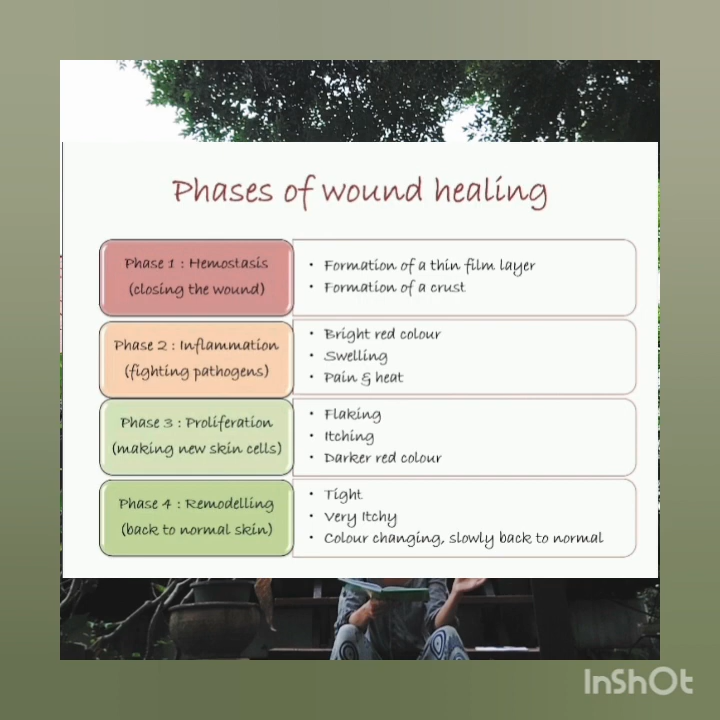 Phases of wound healing
Phase 1 : Hemostasis
(closing the wound)
• Formation of a thin film layer
• Formation of a crust
Phase 2 : Inflammation
(fighting pathogens)
• Bright red colour
• Swelling
• Pain & heat
Phase 3 : Proliferation
(making new skin cells)
• Flaking
• Itching
• Darker red colour
Phase 4 : Remodelling
(back to normal skin)
• Tight
• Very Itchy
• Colour changing, slowly back to normal
InShOt